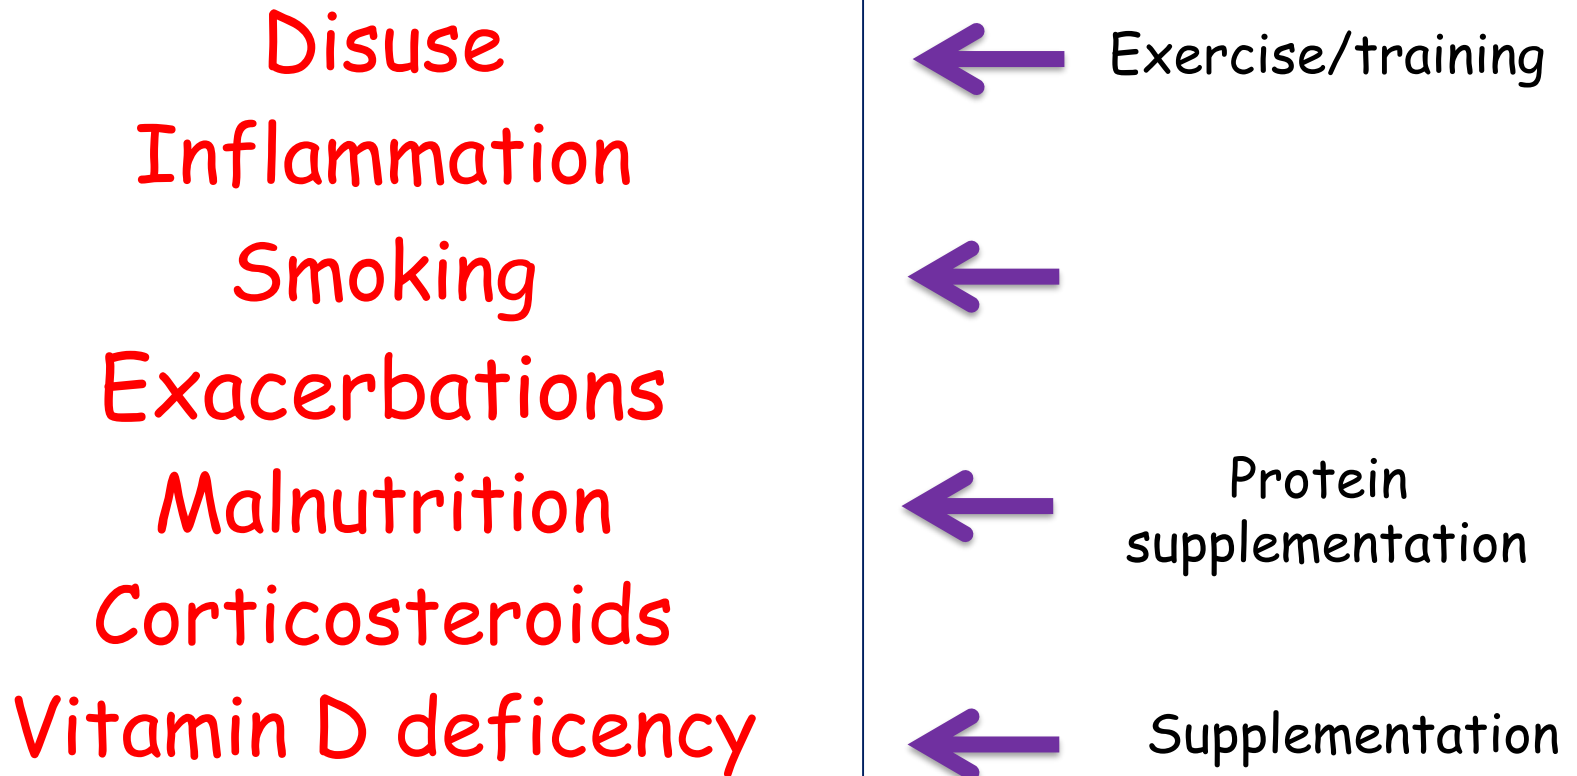 Disuse
Exercise/training
Inflammation
Smoking
Exacerbations
Malnutrition
Protein
supplementation
Corticosteroids
Vitamin D deficency
Supplementation